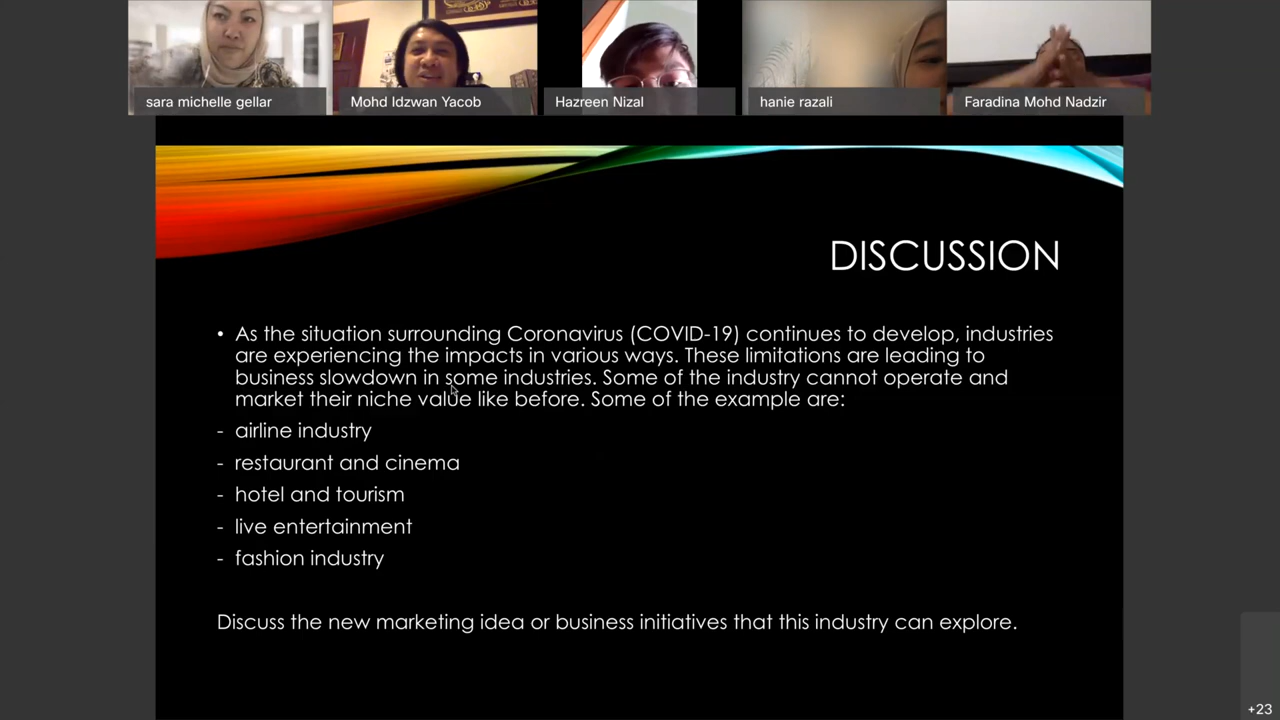 sara michelle gellar
Mohd Idzwan Yacob
Hazreen Nizal
hanie razali
Faradina Mohd Nadzir
DISCUSSION
• As the situation surrounding Coronavirus (COVID-19) continues to develop, industries
are experiencing the impacts in various ways. These limitations are leading to
business slowdown in some industries. Some of the industry cannot operate and
market their niche value like before. Some of the example are:
- airline industry
- restaurant and cinema
- hotel and tourism
- live entertainment
- fashion industry
Discuss the new marketing idea or business initiatives that this industry can explore.
+23